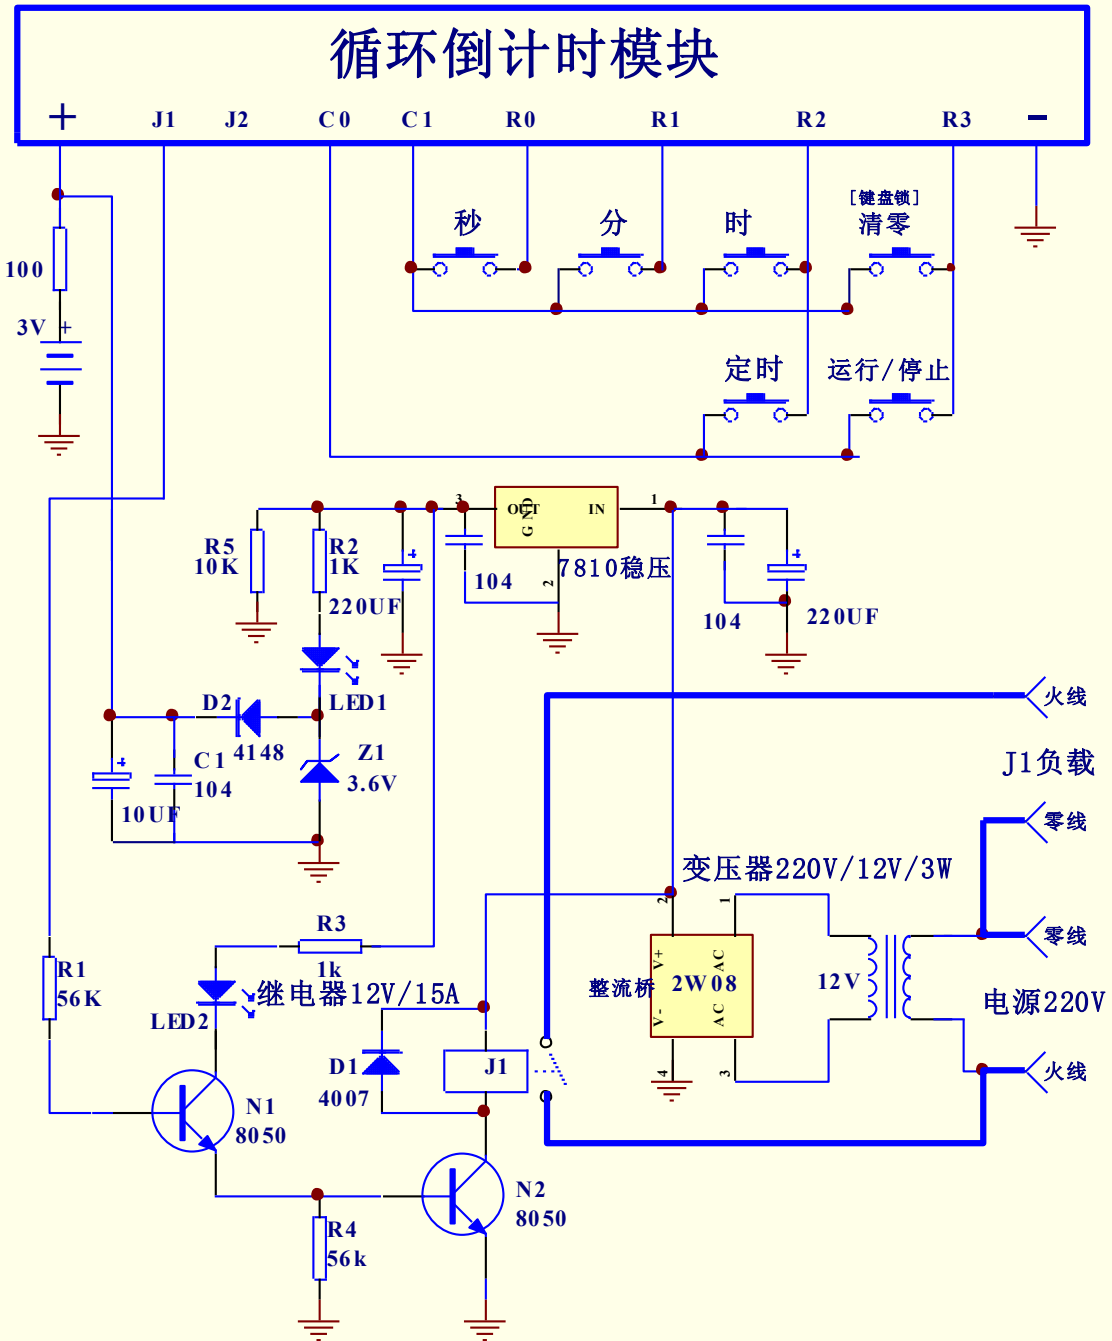 循环倒计时模块
+ J1 J2 C0 C1 R0 R1 R2 R3 -
[键盘锁]
秒 分 时 清零
100
3V +
定时 运行/停止
3 OUT GND IN 1
R5 R2
10K 1K
2 7810稳压
104
220UF
104 220UF
D2 LED1
火线
4148 Z1
C1
104 3.6V
J1负载
10UF
零线
变压器220V/12V/3W
2 1
R3
零线
1k
R1
56K
继电器12V/15A
整流桥 V+ AC 2W08 V- AC
12V
电源220V
LED2
D1 J1
4007
4 3
火线
N1
8050
N2
8050
R4
56k